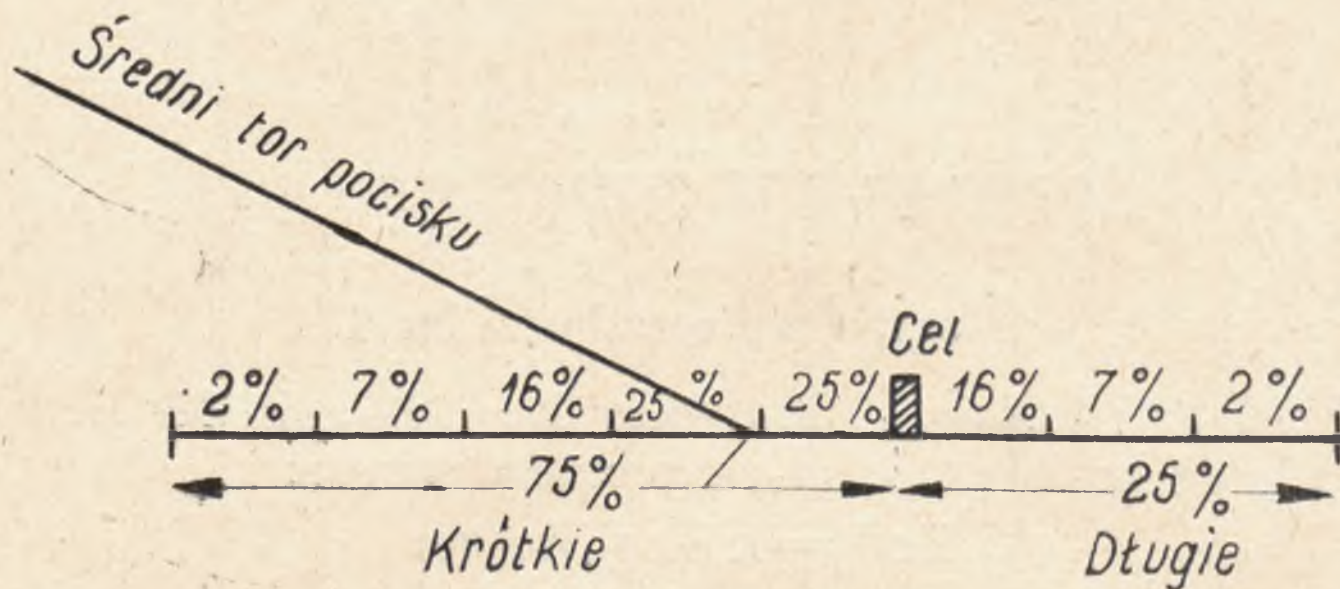 Średni tor pocisku
Cel
2% 7% 16% 25 % 25% 16% 7% 2%
75% 25%
Krótkie Długie